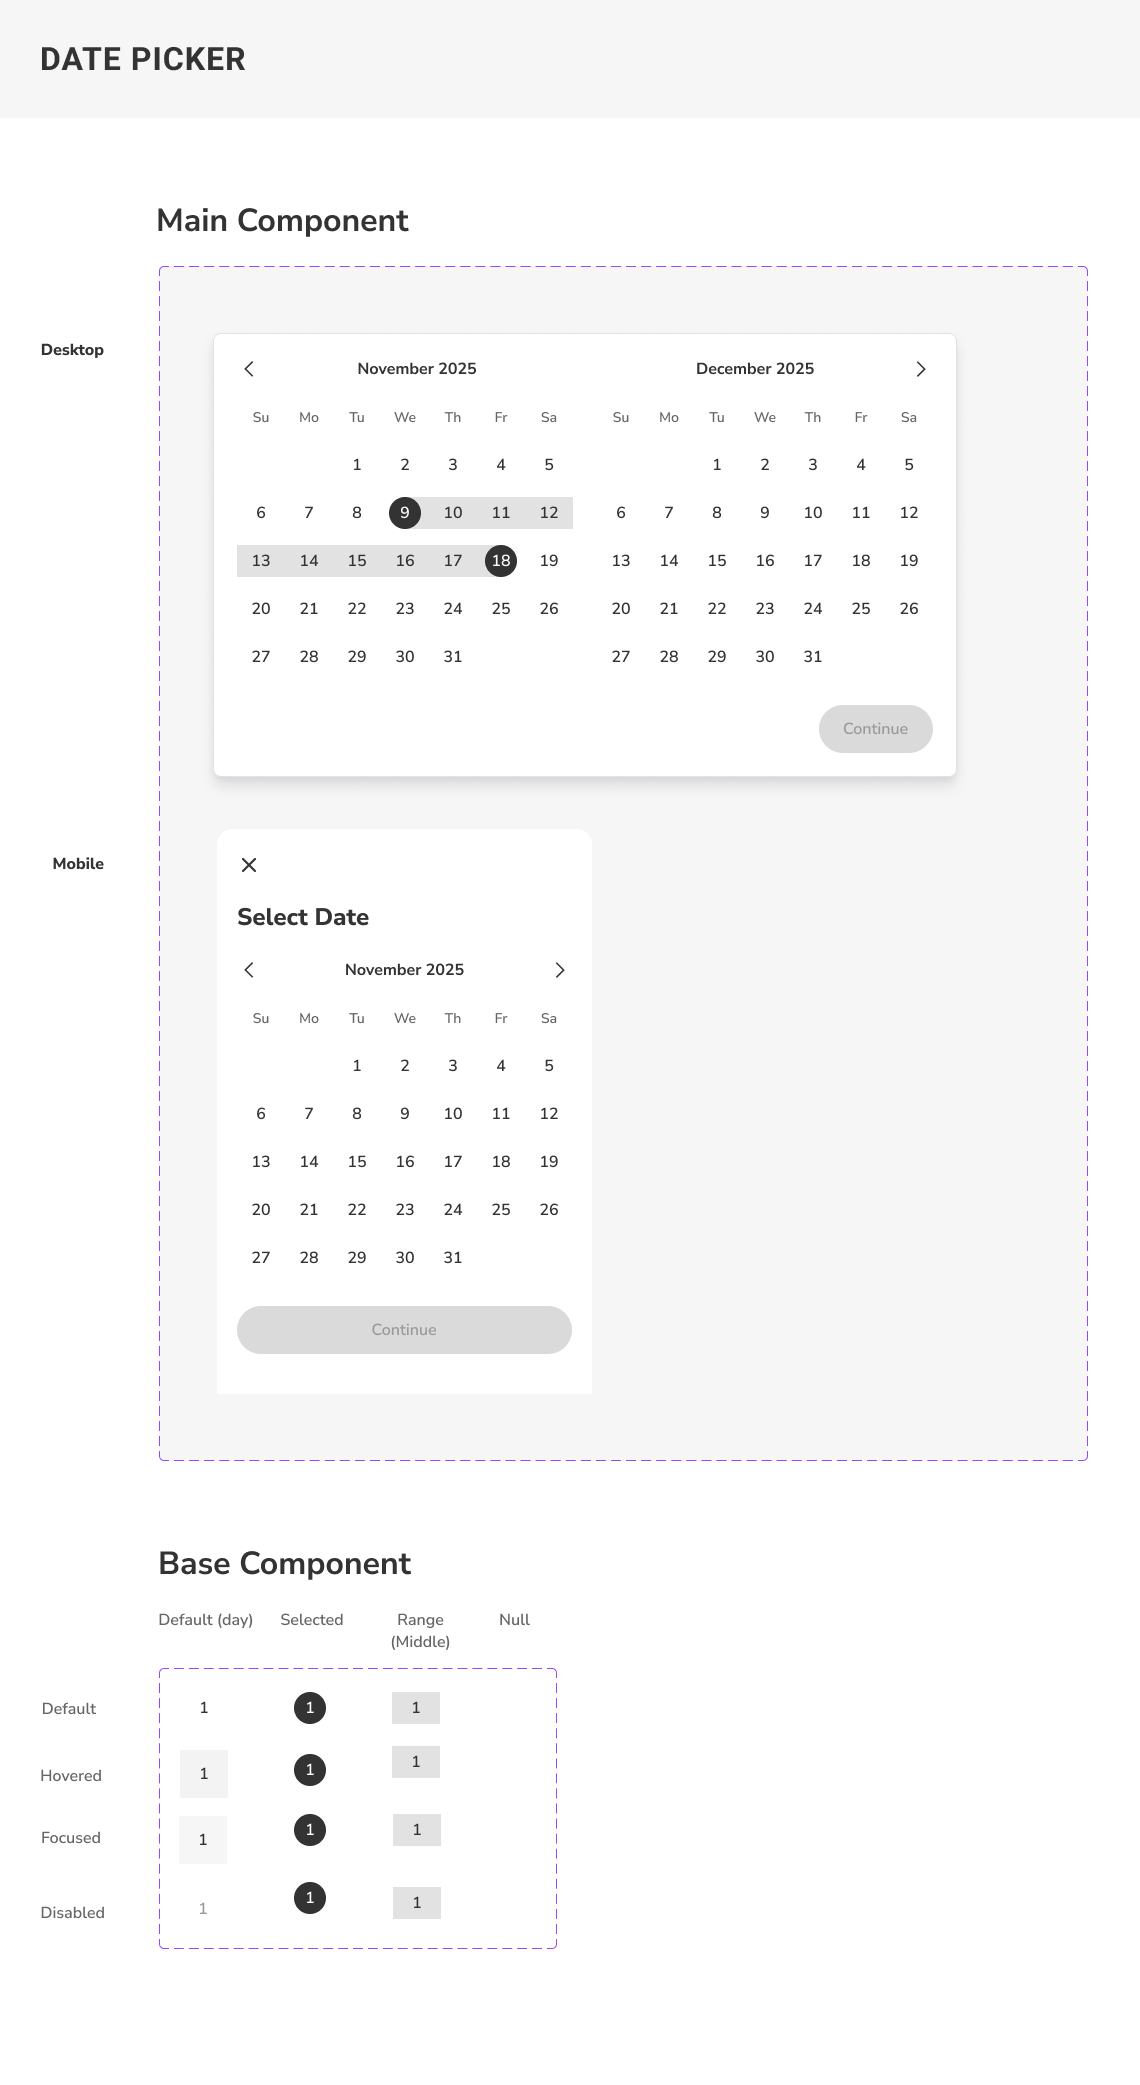 DATE PICKER
Main Component
Desktop
November 2025 December 2025
Su Mo Tu We Th Fr Sa Su Mo Tu We Th Fr Sa
1 2 3 4 5 1 2 3 4 5
6 7 8 9 10 11 12 6 7 8 9 10 11 12
13 14 15 16 17 18 19 13 14 15 16 17 18 19
20 21 22 23 24 25 26 20 21 22 23 24 25 26
27 28 29 30 31 27 28 29 30 31
Continue
Mobile
Select Date
November 2025
Su Mo Tu We Th Fr Sa
1 2 3 4 5
6 7 8 9 10 11 12
13 14 15 16 17 18 19
20 21 22 23 24 25 26
27 28 29 30 31
Continue
Base Component
Default (day) Selected Range Null
(Middle)
Default 1 1 1
Hovered 1 1 1
Focused 1 1 1
Disabled 1 1 1